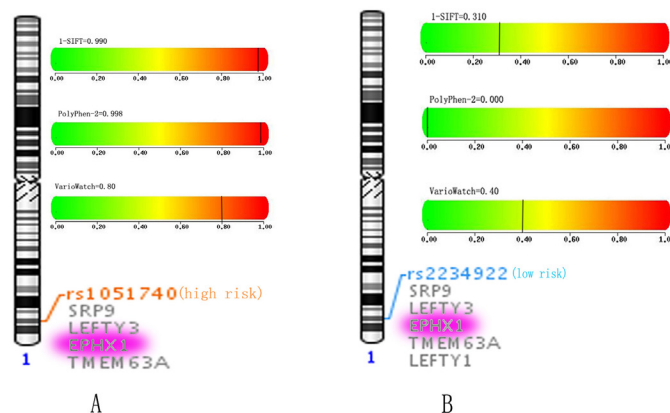 1-SIFT=0.990
0.00 0.20 0.40 0.60 0.80 1.00
PolyPhen-2=0.998
0.00 0.20 0.40 0.60 0.80 1.00
VarioWatch=0.80
0.00 0.20 0.40 0.60 0.80 1.00
rs1051740(high risk)
SRP9
LEFTY3
EPHX1
TMEM63A
1
A
1-SIFT=0.310
0.00 0.20 0.40 0.60 0.80 1.00
PolyPhen-2=0.000
0.00 0.20 0.40 0.60 0.80 1.00
VarioWatch=0.40
0.00 0.20 0.40 0.60 0.80 1.00
rs2234922(low risk)
SRP9
LEFTY3
EPHX1
TMEM63A
LEFTY1
1
B